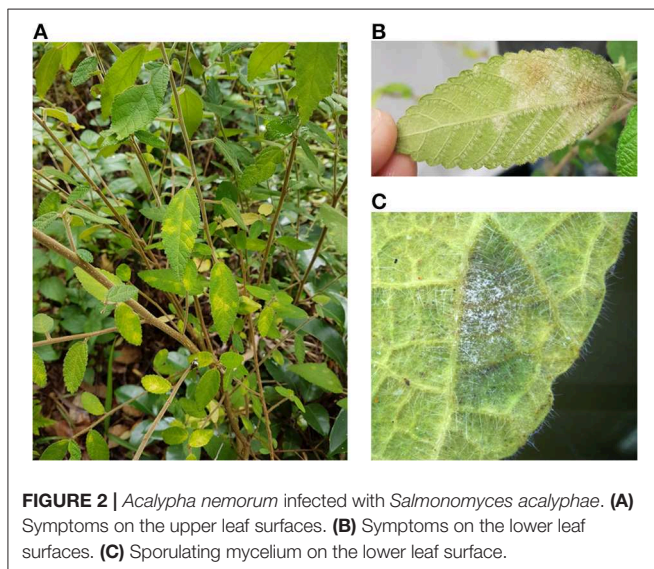 A
B
C
FIGURE 2 | Acalypha nemorum infected with Salmonomyces acalyphae. (A)
Symptoms on the upper leaf surfaces. (B) Symptoms on the lower leaf
surfaces. (C) Sporulating mycelium on the lower leaf surface.